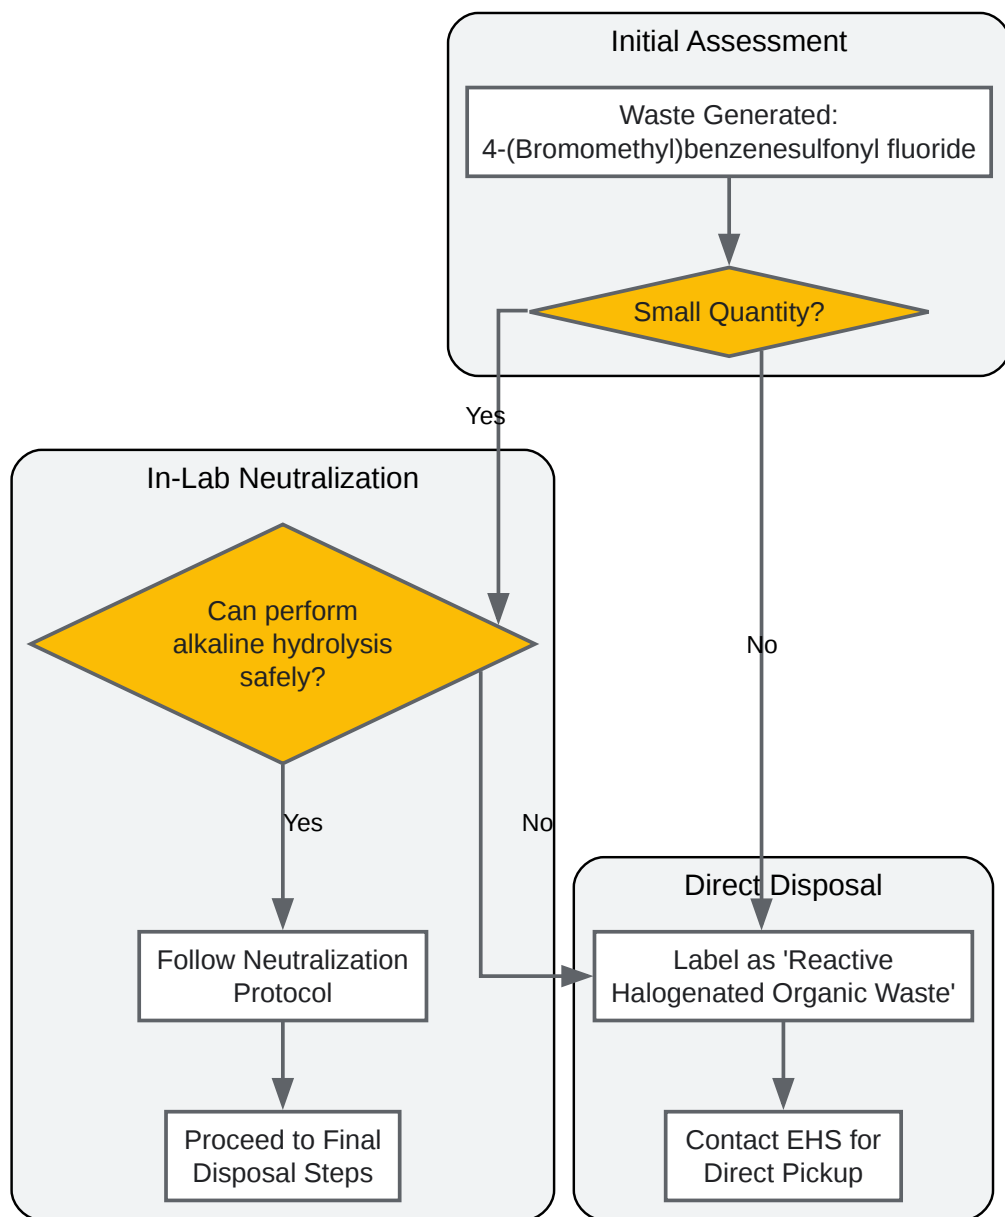 Initial Assessment
Waste Generated:
4-(Bromomethyl)benzenesulfonyl fluoride
Small Quantity?
Yes
No
In-Lab Neutralization
Can perform
alkaline hydrolysis
safely?
Yes
No
Follow Neutralization
Protocol
Proceed to Final
Disposal Steps
Direct Disposal
Label as 'Reactive
Halogenated Organic Waste'
Contact EHS for
Direct Pickup